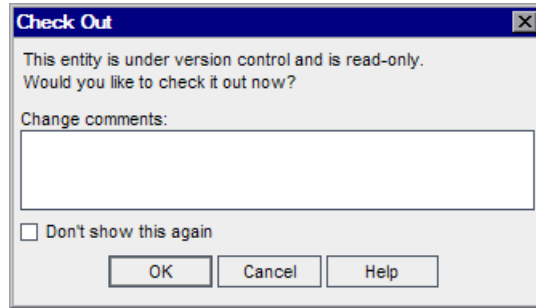 Check Out
This entity is under version control and is read-only.
Would you like to check it out now?
Change comments:
Don't show this again
OK Cancel Help